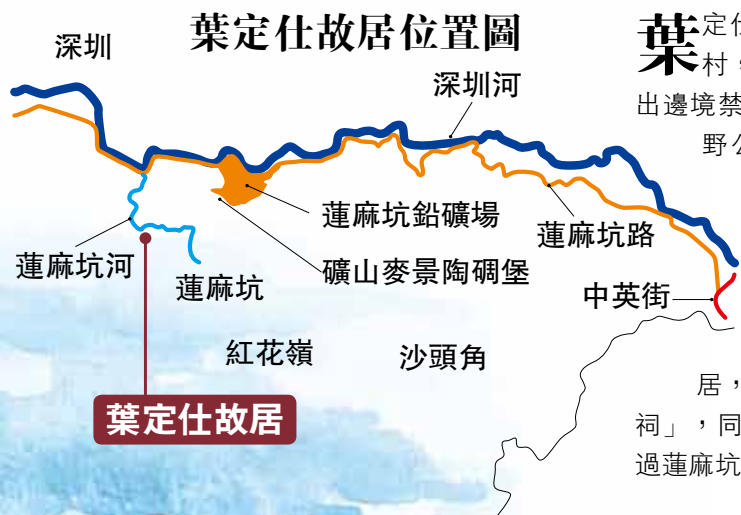 葉定仕故居位置圖
深圳
深圳河
蓮麻坑鉛礦場
蓮麻坑路
蓮麻坑河
蓮麻坑
礦山麥景陶碉堡
中英街
紅花嶺
沙頭角
葉定仕故居
葉定仕
村，
出邊境禁
野公
居，
祠」，同
過蓮麻坑